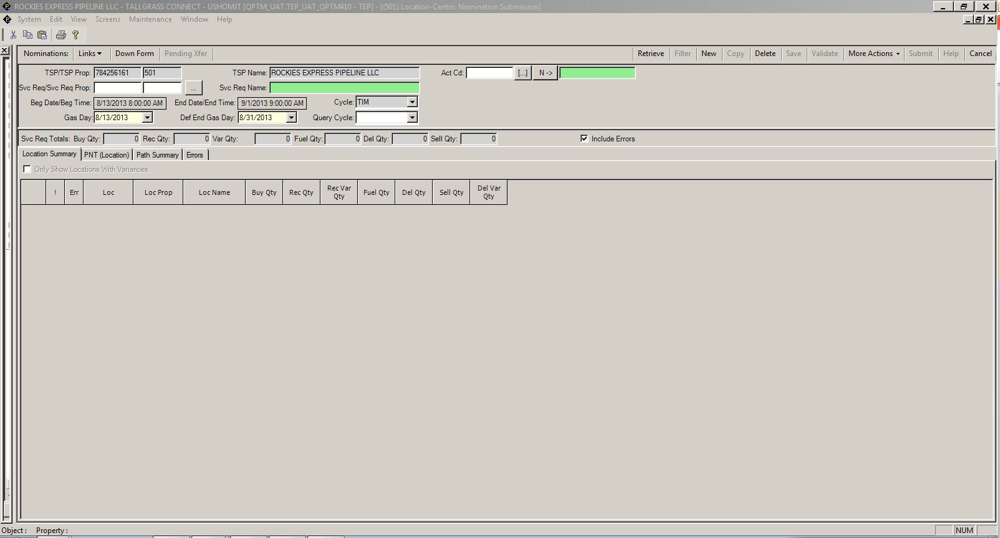 ROCKIES EXPRESS PIPELINE LLC - TALLGRASS CONNECT - USHOMJT [QPTM_UAT.TEP_UAT_QPTM410 - TEP] - [(501) Location-Centric Nomination Submission]
System Edit View Screens Maintenance Window Help
Nominations: Links Down Form Pending Xfer Retrieve Filter New Copy Delete Save Validate More Actions Submit Help Cancel
TSP/TSP Prop: 784256161 501 TSP Name: ROCKIES EXPRESS PIPELINE LLC Act Cd: [...] N ->
Svc Req/Svc Req Prop: ... Svc Req Name:
Beg Date/Beg Time: 8/13/2013 8:00:00 AM End Date/End Time: 9/1/2013 9:00:00 AM Cycle: TIM
Gas Day: 8/13/2013 Def End Gas Day: 8/31/2013 Query Cycle:
Svc Req Totals: Buy Qty: 0 Rec Qty: 0 Var Qty: 0 Fuel Qty: 0 Del Qty: 0 Sell Qty: 0 Include Errors
Location Summary PNT (Location) Path Summary Errors
Only Show Locations With Variances
! Err Loc Loc Prop Loc Name Buy Qty Rec Qty Rec Var Qty Fuel Qty Del Qty Sell Qty Del Var Qty
Object : Property : NUM